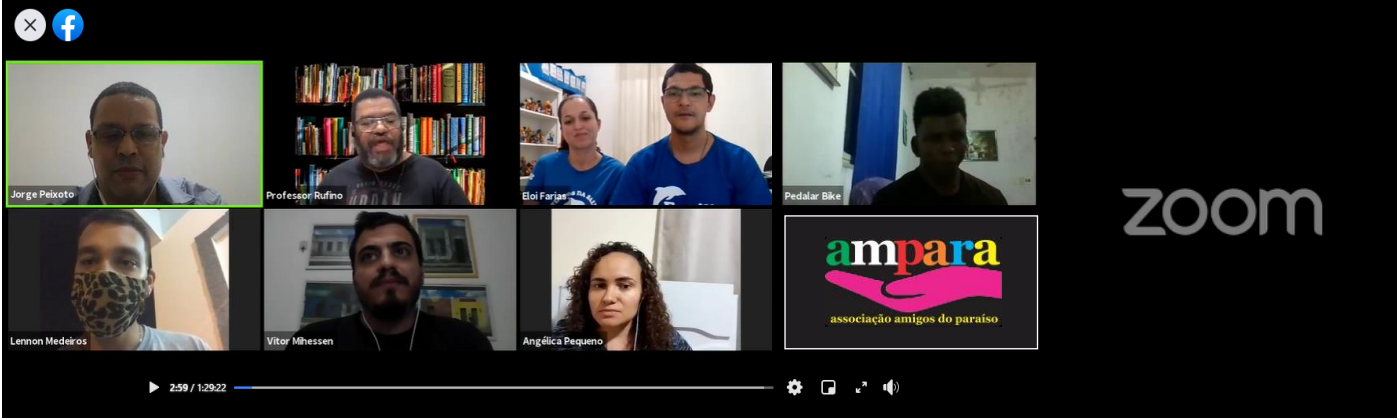 Jorge Peixoto
Professor Rufino
URBAN
Eloi Farias
Pedalar Bike
Lennon Medeiros
Vitor Mihessen
Angélica Pequeno
ampara
associação amigos do paraíso
zoom
2:59 / 1:29:22